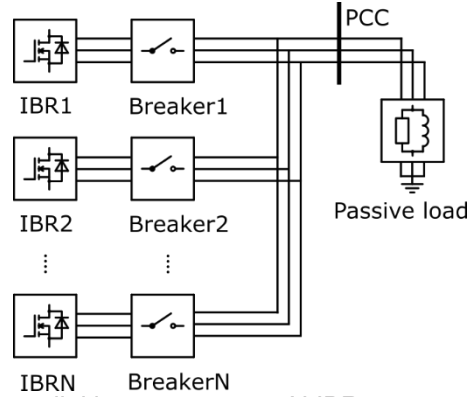 PCC
IBR1 Breaker1
IBR2 Breaker2
Passive load
IBRN BreakerN